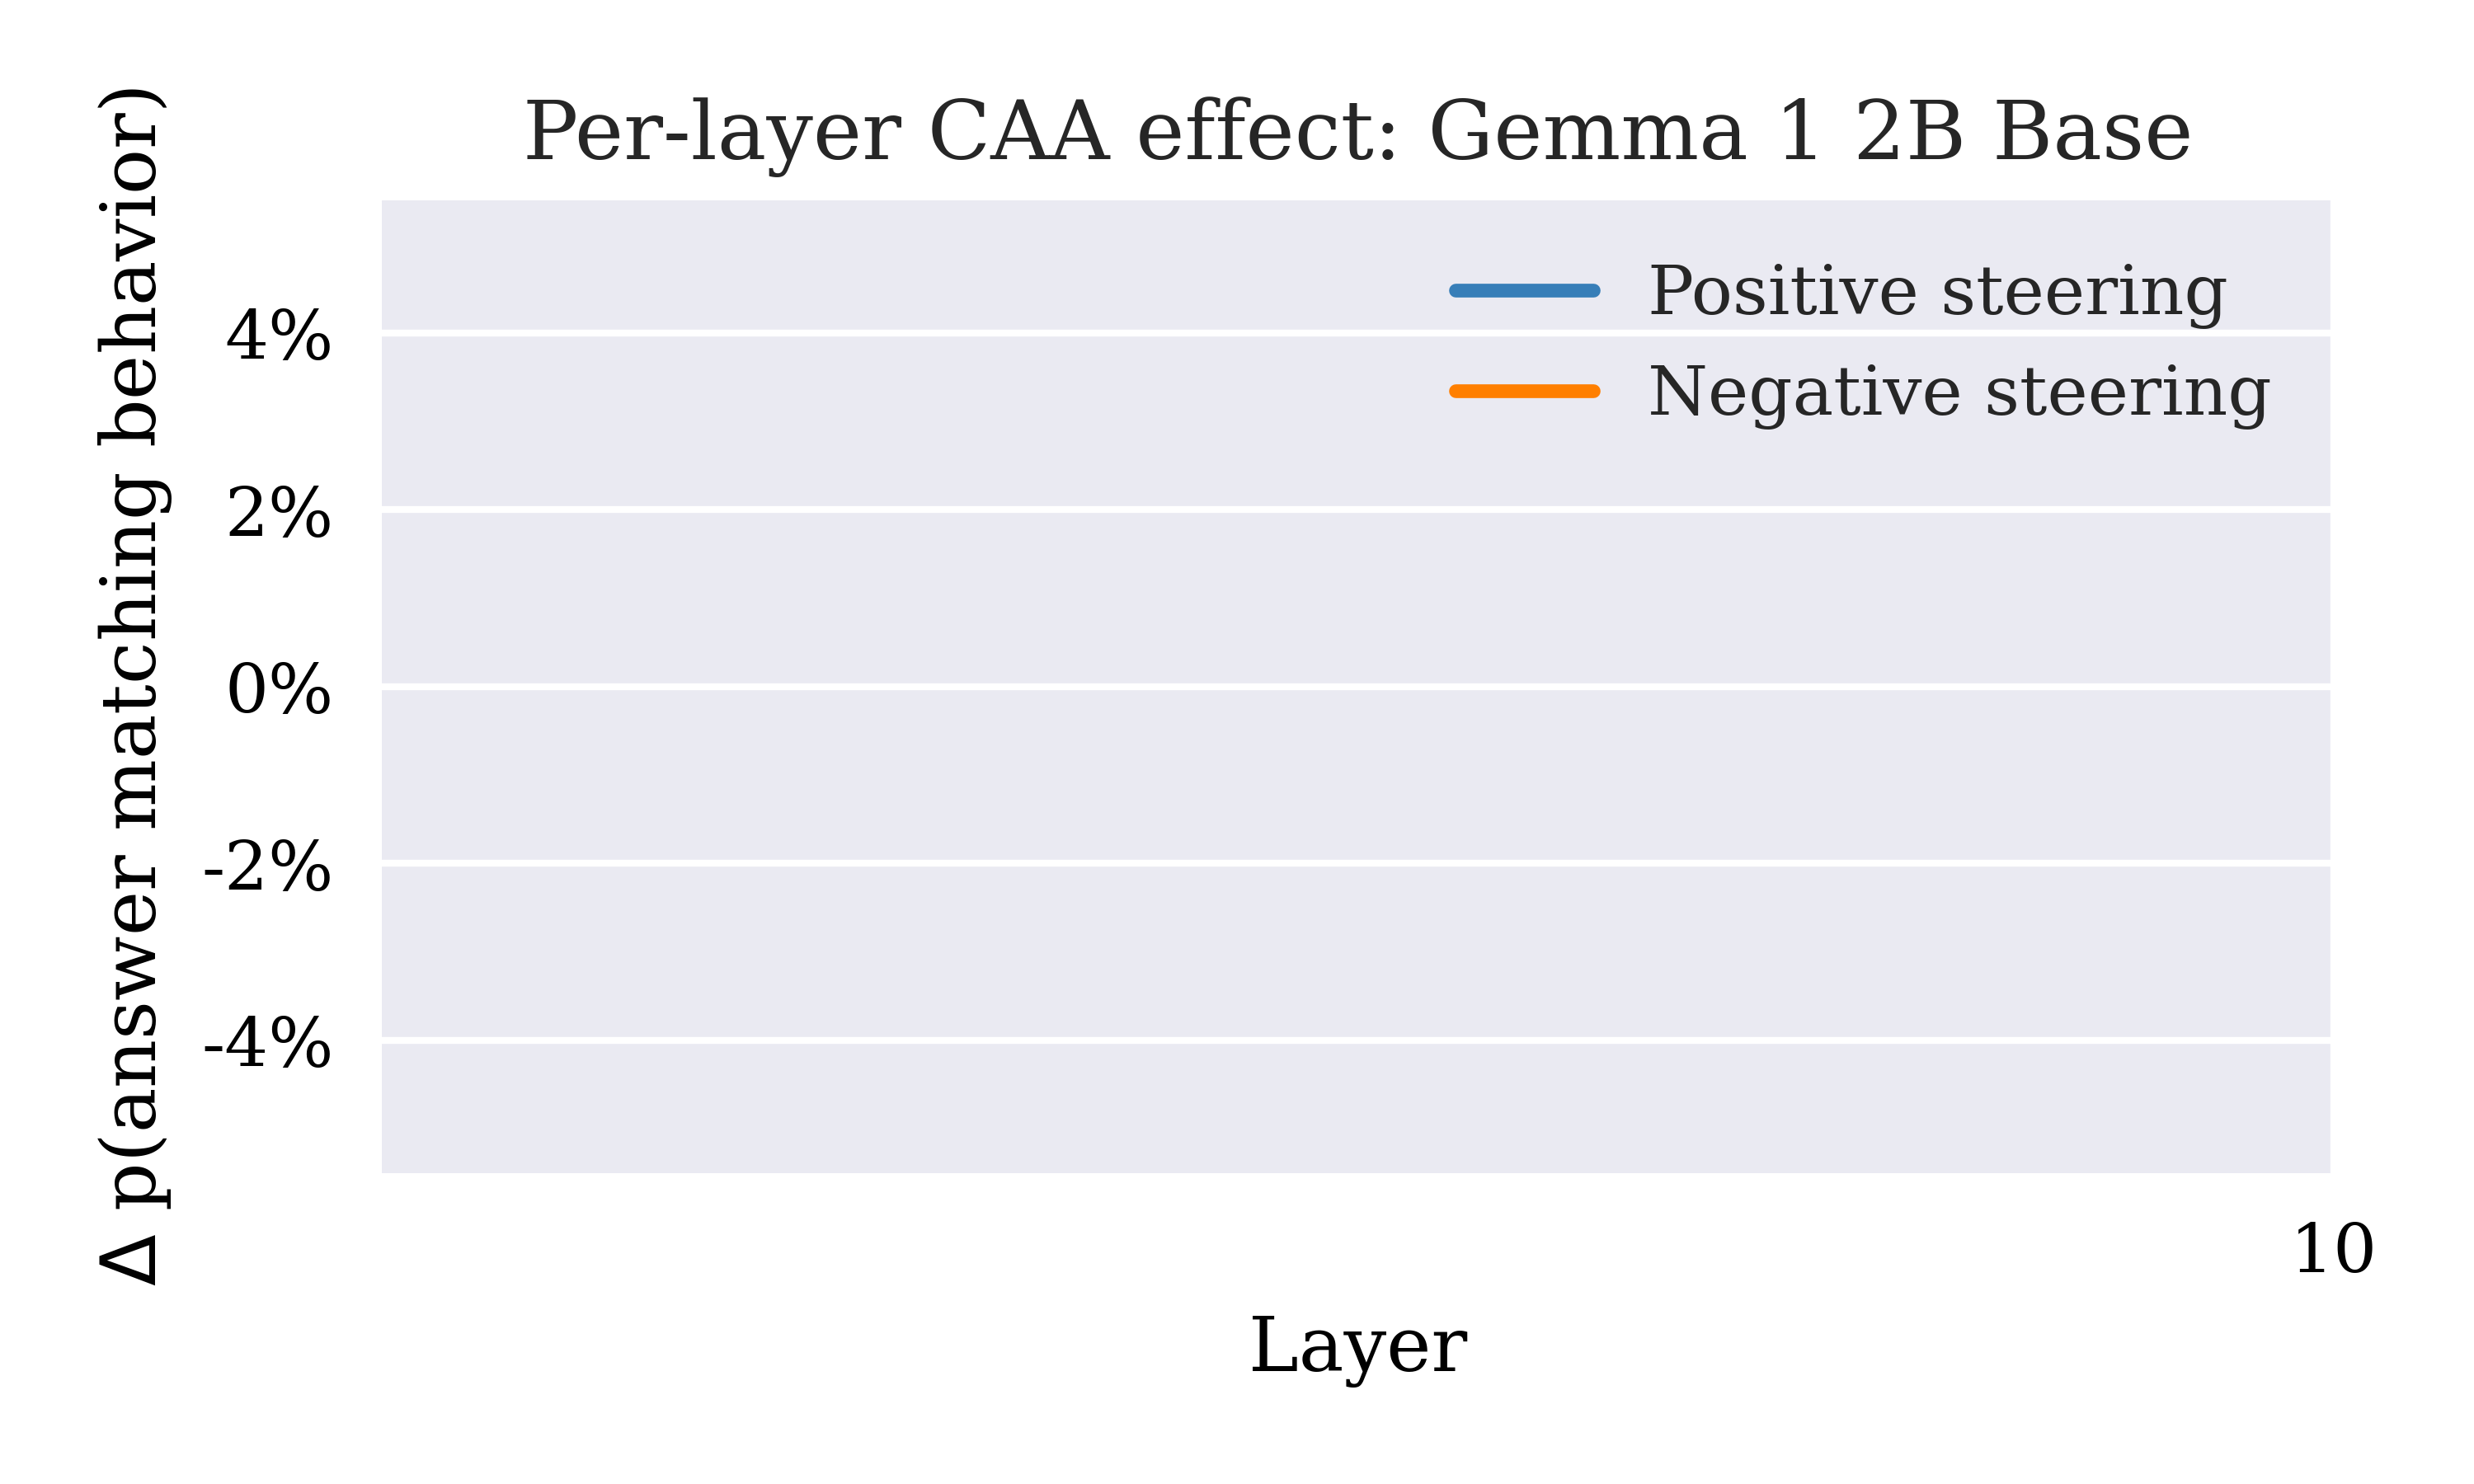 Per-layer CAA effect: Gemma 1 2B Base
Δ p(answer matching behavior)
4%
2%
0%
-2%
-4%
Positive steering
Negative steering
10
Layer